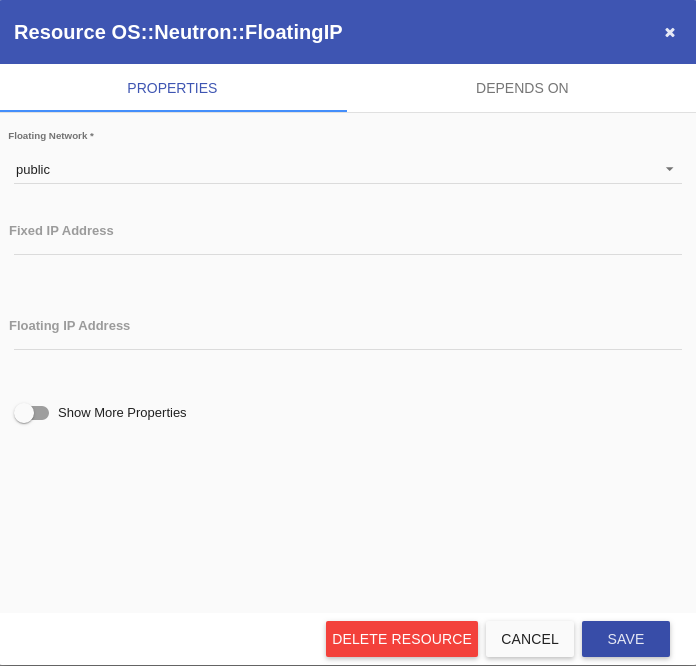 Resource OS::Neutron::FloatingIP
PROPERTIES
DEPENDS ON
Floating Network *
public
Fixed IP Address
Floating IP Address
Show More Properties
DELETE RESOURCE
CANCEL
SAVE